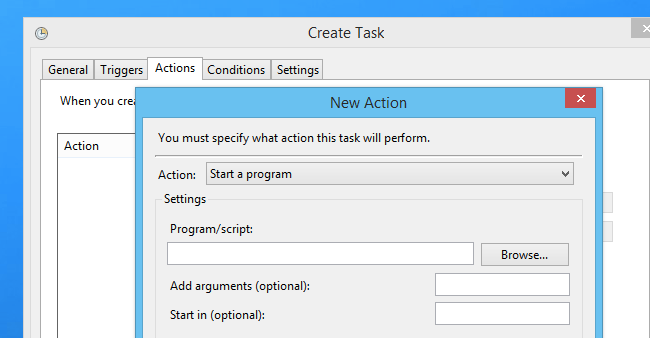 Create Task
General Triggers Actions Conditions Settings
When you crea
New Action
Action
You must specify what action this task will perform.
Action: Start a program
Settings
Program/script:
Browse...
Add arguments (optional):
Start in (optional):